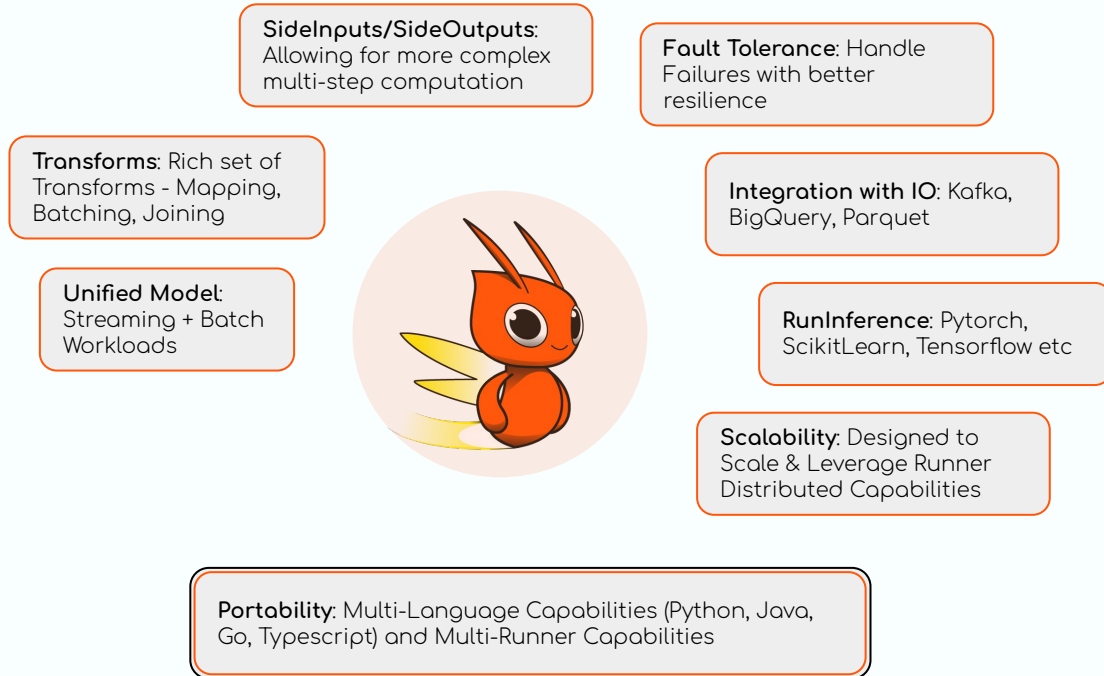 SideInputs/SideOutputs:
Allowing for more complex
multi-step computation
Fault Tolerance: Handle
Failures with better
resilience
Transforms: Rich set of
Transforms - Mapping,
Batching, Joining
Integration with IO: Kafka,
BigQuery, Parquet
Unified Model:
Streaming + Batch
Workloads
RunInference: Pytorch,
ScikitLearn, Tensorflow etc
Scalability: Designed to
Scale & Leverage Runner
Distributed Capabilities
Portability: Multi-Language Capabilities (Python, Java,
Go, Typescript) and Multi-Runner Capabilities